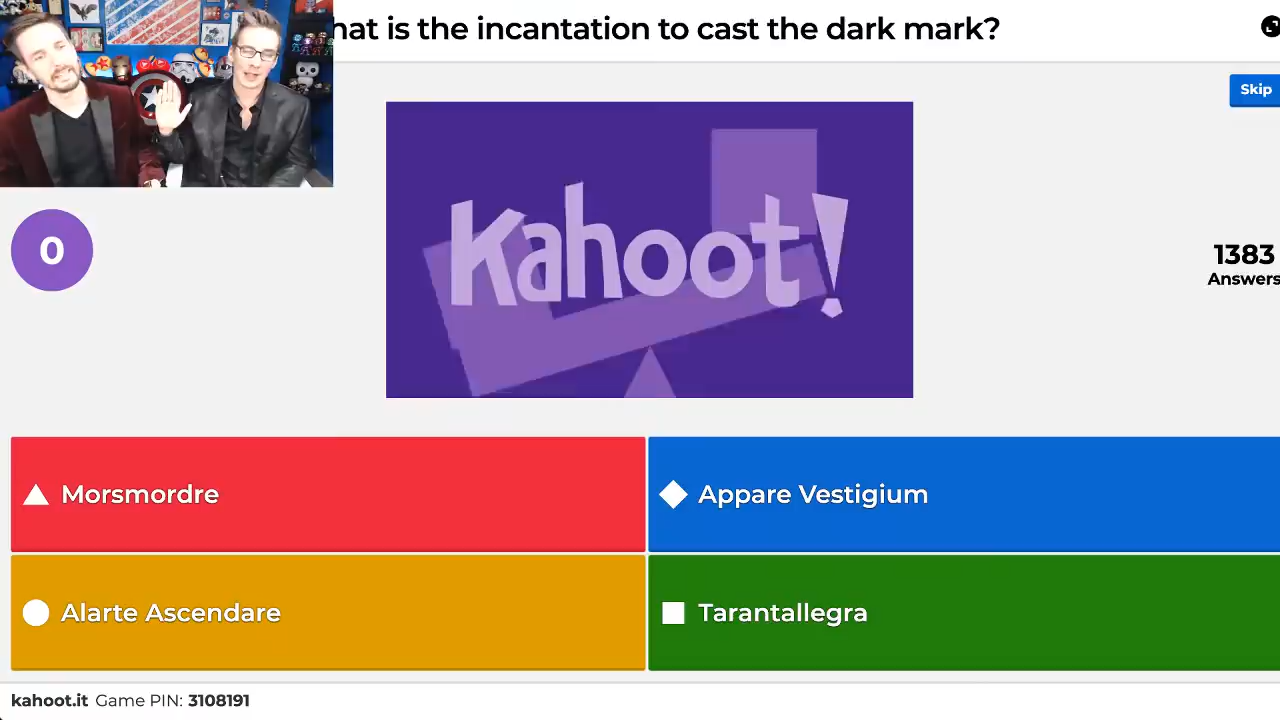 hat is the incantation to cast the dark mark?
Skip
Kahoot!
0
1383
Answers
Morsmordre
Appare Vestigium
Alarte Ascendare
Tarantallegra
kahoot.it Game PIN: 3108191